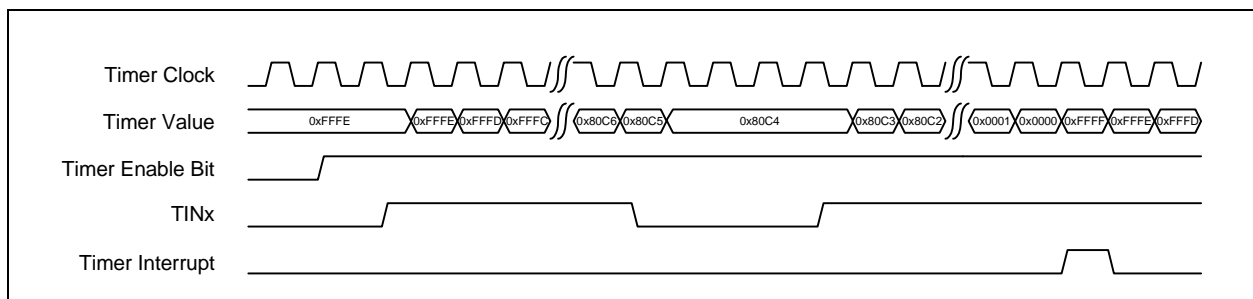 Timer Clock
Timer Value 0xFFFE 0xFFFE 0xFFFD 0xFFFC 0x80C6 0x80C5 0x80C4 0x80C3 0x80C2 0x0001 0x0000 0xFFFF 0xFFFE 0xFFFD
Timer Enable Bit
TINx
Timer Interrupt